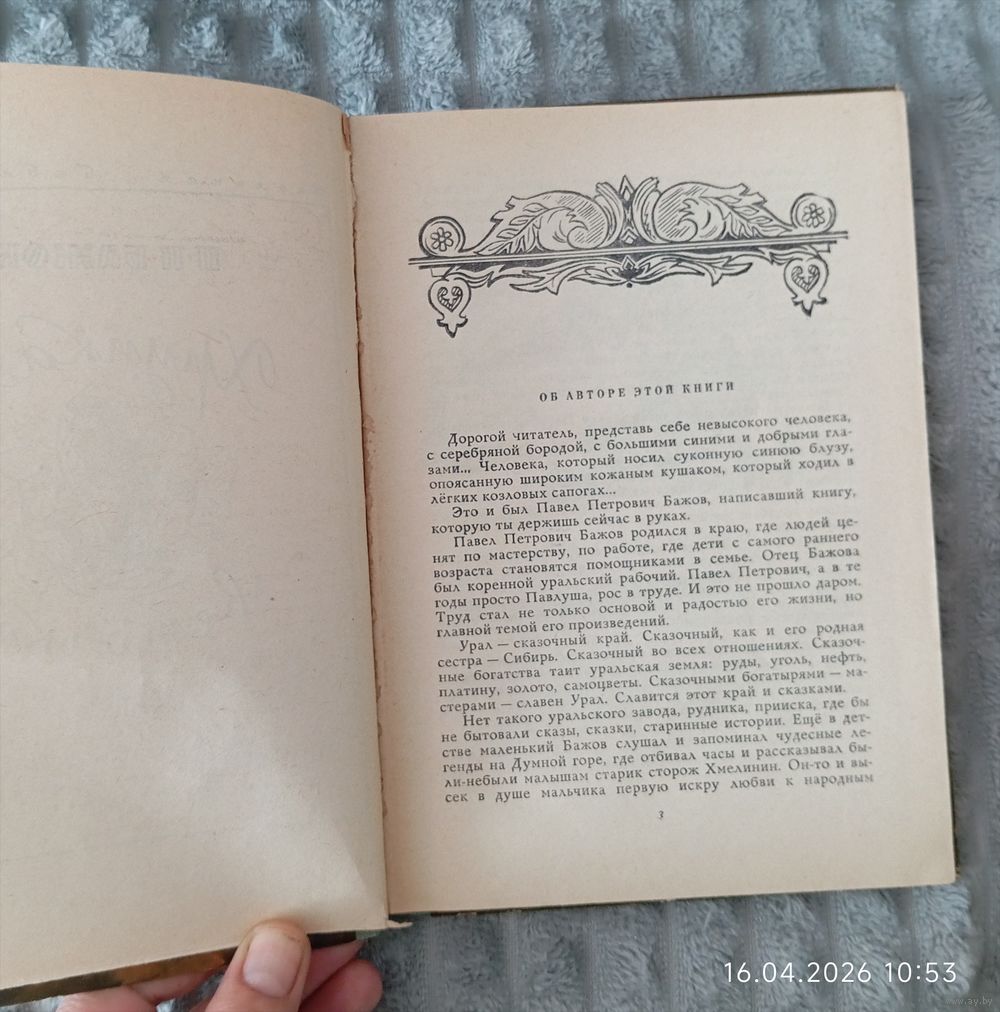 ОБ АВТОРЕ ЭТОЙ КНИГИ
Дорогой читатель, представь себе невысокого человека,
с серебряной бородой, с большими синими и добрыми гла-
зами... Человека, который носил суконную синюю блузу,
опоясанную широким кожаным кушаком, который ходил в
лёгких козловых сапогах...
Это и был Павел Петрович Бажов, написавший книгу,
которую ты держишь сейчас в руках.
Павел Петрович Бажов родился в краю, где людей це-
нят по мастерству, по работе, где дети с самого раннего
возраста становятся помощниками в семье. Отец Бажова
был коренной уральский рабочий. Павел Петрович, а в те
годы просто Павлуша, рос в труде. И это не прошло даром.
Труд стал не только основой и радостью его жизни, но
главной темой его произведений.
Урал — сказочный край. Сказочный, как и его родная
сестра — Сибирь. Сказочный во всех отношениях. Сказоч-
ные богатства таит уральская земля: руды, уголь, нефть,
платину, золото, самоцветы. Сказочными богатырями — ма-
стерами — славен Урал. Славится этот край и сказками.
Нет такого уральского завода, рудника, прииска, где бы
не бытовали сказы, сказки, старинные истории. Ещё в дет-
стве маленький Бажов слушал и запоминал чудесные ле-
генды на Думной горе, где отбивал часы и рассказывал бы-
ли-небыли малышам старик сторож Хмелинин. Он-то и вы-
сек в душе мальчика первую искру любви к народным
3
16.04.2026 10:53
www.ay.by